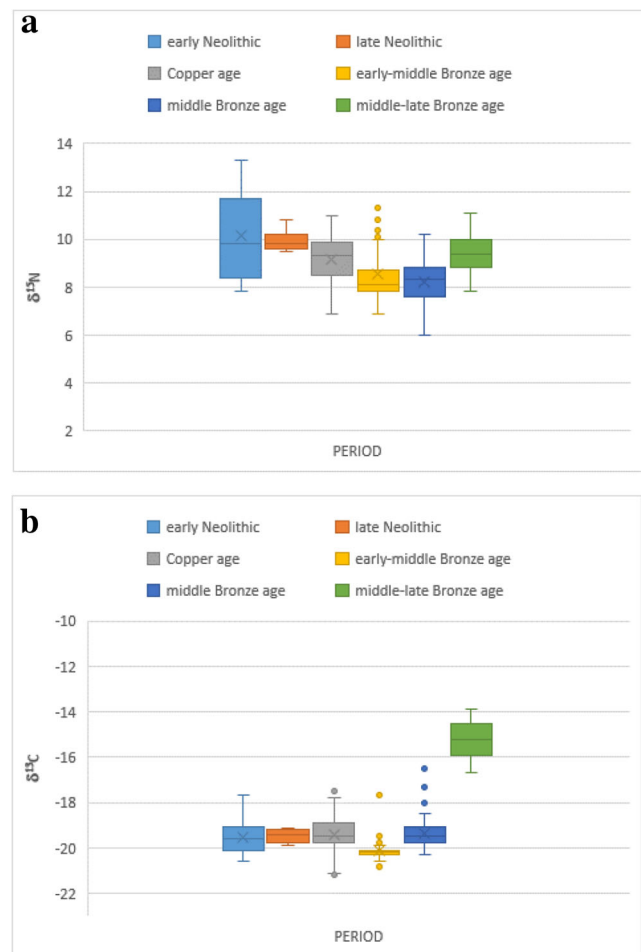 a
early Neolithic late Neolithic
Copper age early-middle Bronze age
middle Bronze age middle-late Bronze age
14
12
10
8
6
4
2
δ¹⁵N
PERIOD
b
early Neolithic late Neolithic
Copper age early-middle Bronze age
middle Bronze age middle-late Bronze age
-10
-12
-14
-16
-18
-20
-22
δ¹³C
PERIOD